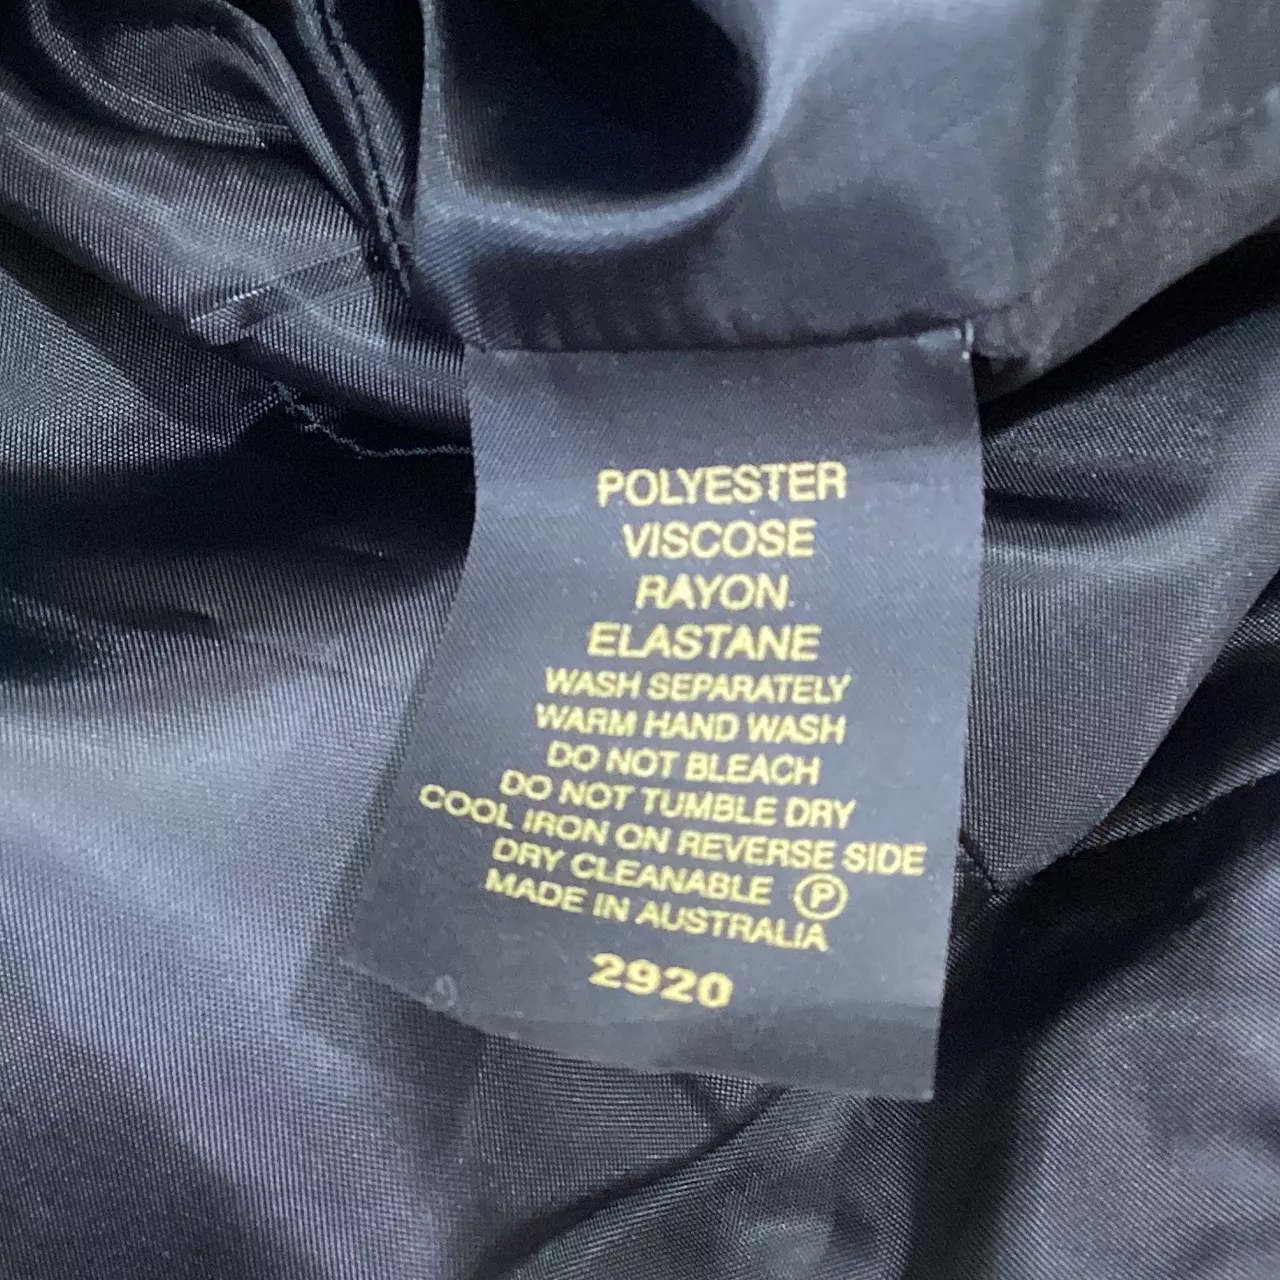 POLYESTER
VISCOSE
RAYON
ELASTANE
WASH SEPARATELY
WARM HAND WASH
DO NOT BLEACH
DO NOT TUMBLE DRY
COOL IRON ON REVERSE SIDE
DRY CLEANABLE Ⓟ
MADE IN AUSTRALIA
2920